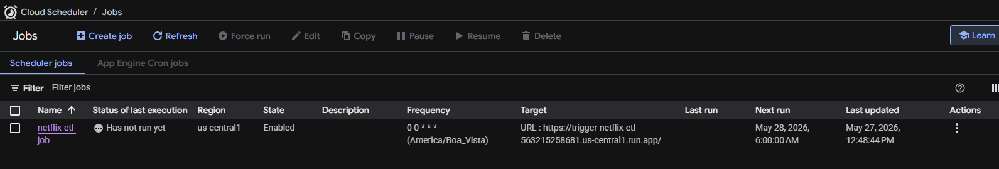 Cloud Scheduler / Jobs
Jobs Create job Refresh Force run Edit Copy Pause Resume Delete Learn
Scheduler jobs App Engine Cron jobs
Filter Filter jobs
Name Status of last execution Region State Description Frequency Target Last run Next run Last updated Actions
netflix-etl- Has not run yet us-central1 Enabled 0 0 * * * URL : https://trigger-netflix-etl- May 28, 2026, May 27, 2026,
job (America/Boa_Vista) 563215258681.us-central1.run.app/ 6:00:00 AM 12:48:44 PM